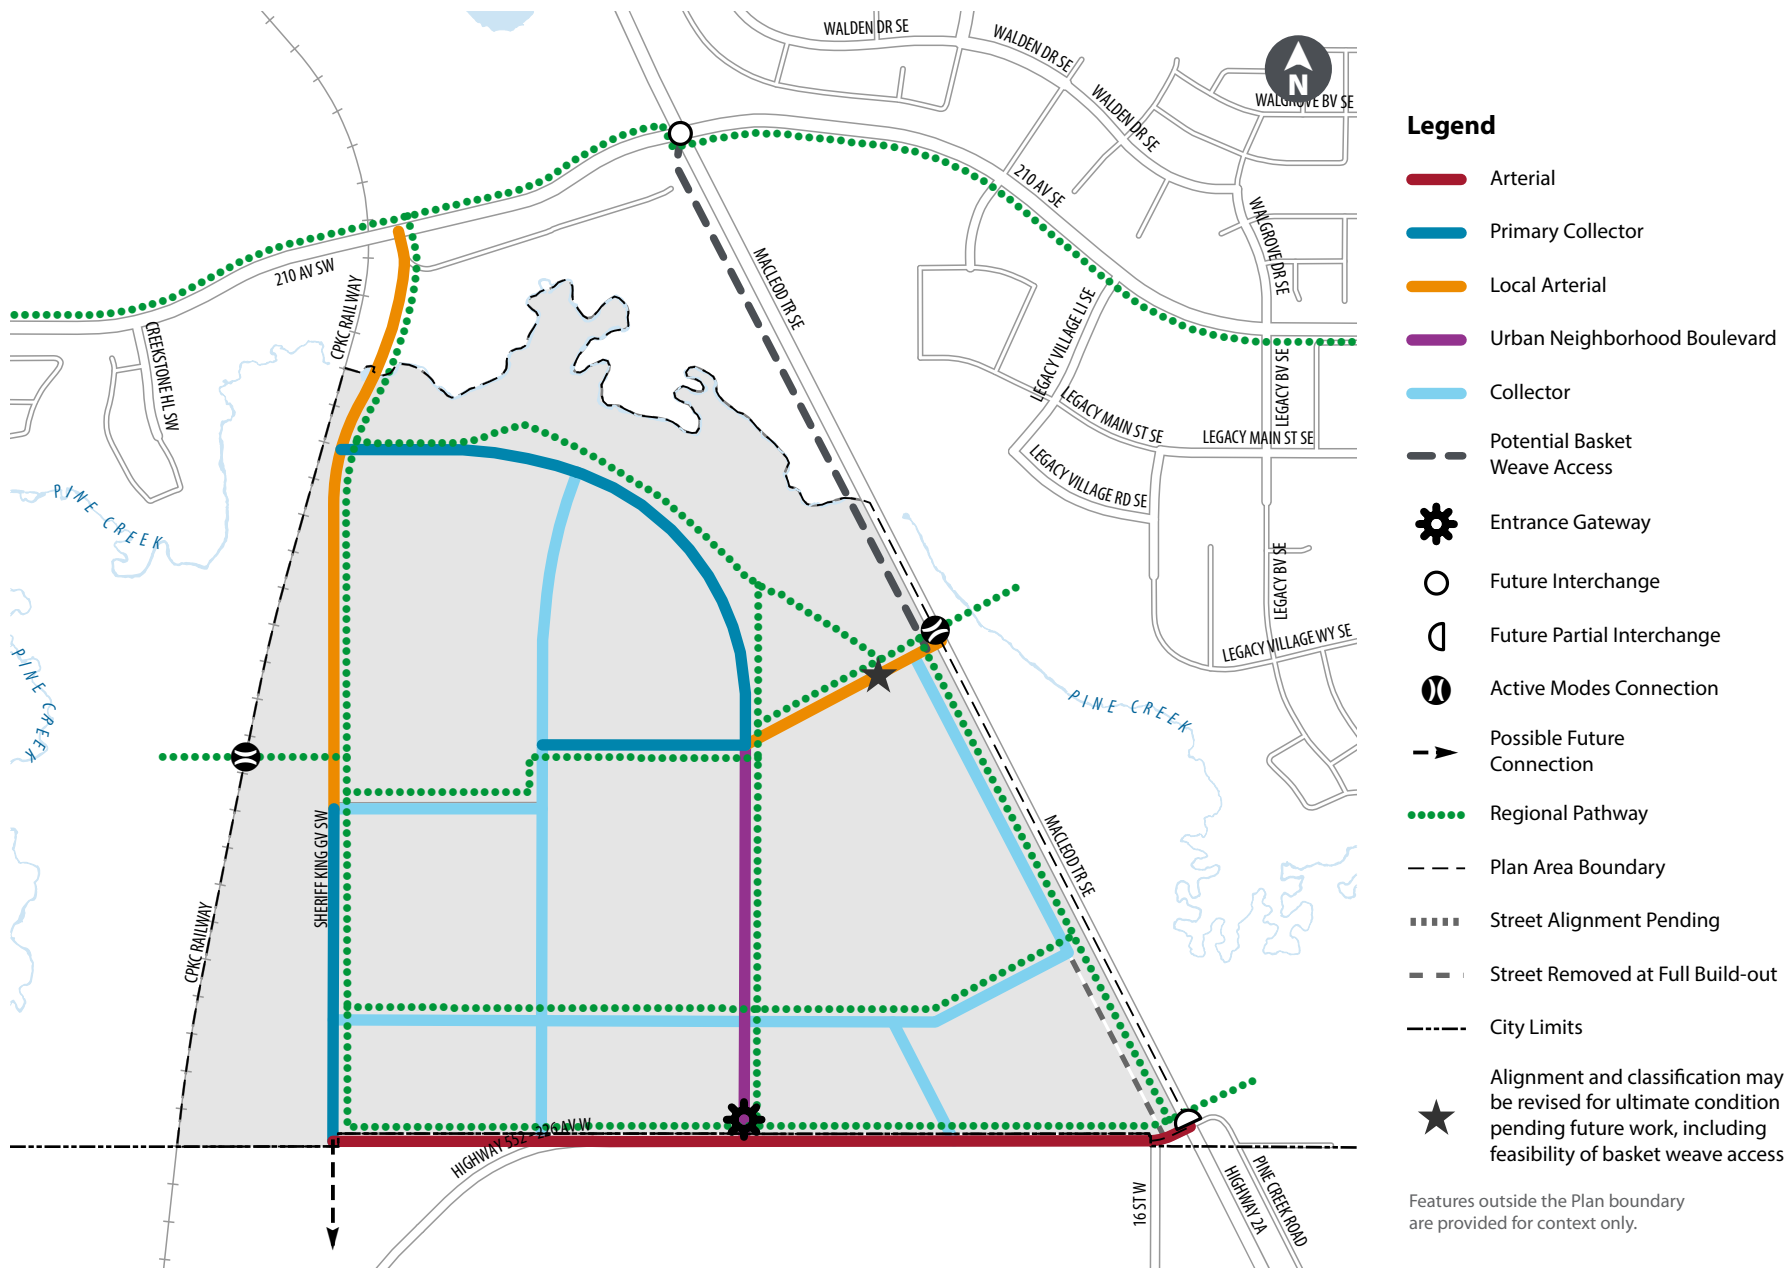 WALDEN DR SE
WALDEN DR SE
WALDEN DR SE
N
WALGROVE BV SE
WALGROVE DR SE
210 AV SE
210 AV SW
CPKC RAILWAY
CREEKSTONE HL SW
MACLEOD TR SE
LEGACY VILLAGE LI SE
LEGACY MAIN ST SE
LEGACY MAIN ST SE
LEGACY BV SE
LEGACY VILLAGE RD SE
LEGACY BV SE
LEGACY VILLAGE WY SE
PINE CREEK
PINE CREEK
PINE CREEK
MACLEOD TR SE
SHERIFF KING GV SW
CPKC RAILWAY
HIGHWAY 552 - 226 AV W
16 ST W
HIGHWAY 2A
PINE CREEK ROAD
Legend
Arterial
Primary Collector
Local Arterial
Urban Neighborhood Boulevard
Collector
Potential Basket
Weave Access
Entrance Gateway
Future Interchange
Future Partial Interchange
Active Modes Connection
Possible Future
Connection
Regional Pathway
Plan Area Boundary
Street Alignment Pending
Street Removed at Full Build-out
City Limits
Alignment and classification may
be revised for ultimate condition
pending future work, including
feasibility of basket weave access
Features outside the Plan boundary
are provided for context only.